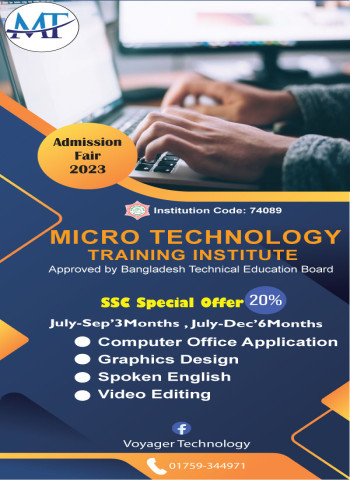 MT
Admission
Fair
2023
Institution Code: 74089
MICRO TECHNOLOGY
TRAINING INSTITUTE
Approved by Bangladesh Technical Education Board
SSC Special Offer 20%
July-Sep'3Months , July-Dec'6Months
Computer Office Application
Graphics Design
Spoken English
Video Editing
Voyager Technology
01759-344971